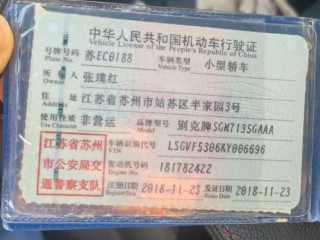 中华人民共和国机动车行驶证
Vehicle License of the People's Republic of China
号牌号码 苏EC0188 车辆类型 小型轿车
Plate No. Vehicle Type
所有人 张璞红
Owner
住址 江苏省苏州市姑苏区半家园3号
Address
使用性质 非营运 品牌型号 别克牌SGM7135GAAA
Use Character Model
江苏省苏州市公安局交通警察支队
车辆识别代号 LSGVF5306KY006696
VIN
发动机号码 181782422
Engine No.
注册日期 2018-11-23 发证日期 2018-11-23
Register Date Issue Date